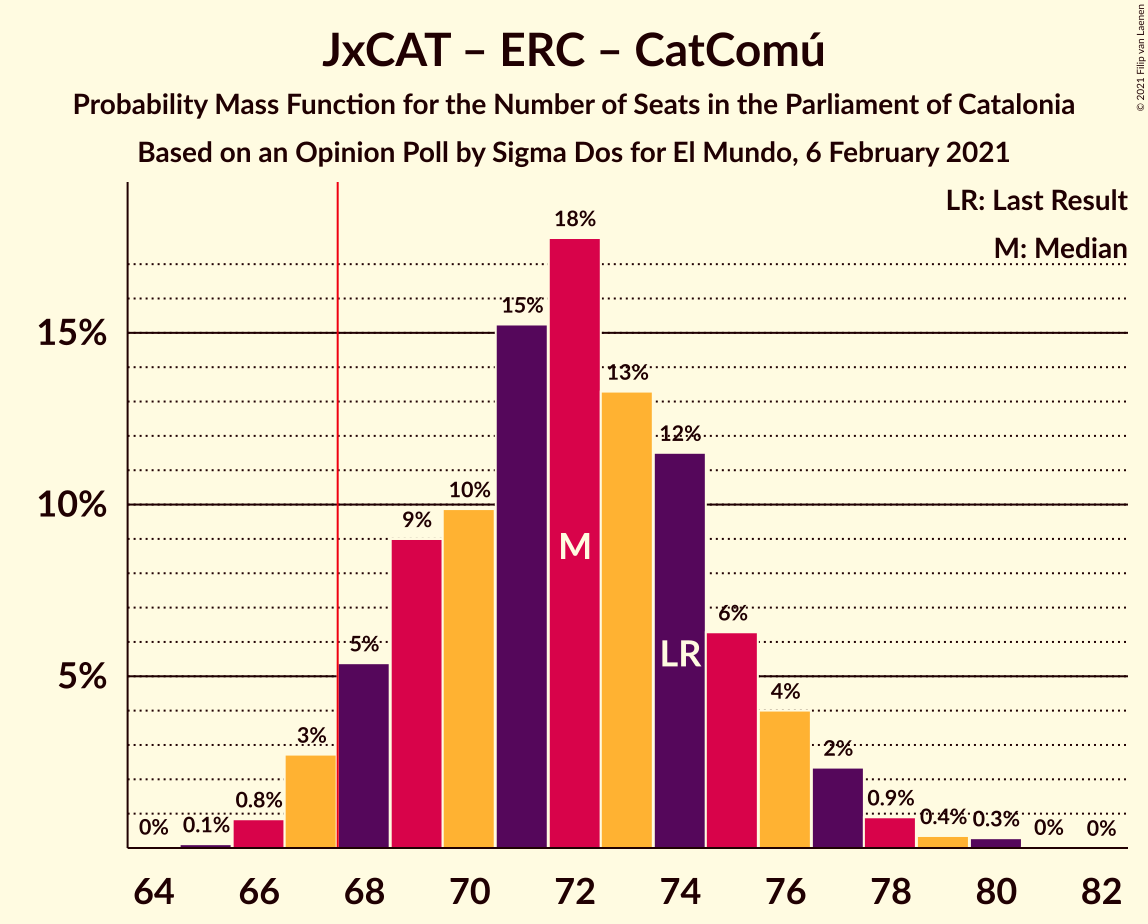 JxCAT – ERC – CatComú
Probability Mass Function for the Number of Seats in the Parliament of Catalonia
Based on an Opinion Poll by Sigma Dos for El Mundo, 6 February 2021
© 2021 Filip van Laenen
LR: Last Result
M: Median
15%
10%
5%
0%
0.1%
0.8%
3%
5%
9%
10%
15%
18%
13%
12%
6%
4%
2%
0.9%
0.4%
0.3%
0%
0%
M
LR
64 66 68 70 72 74 76 78 80 82